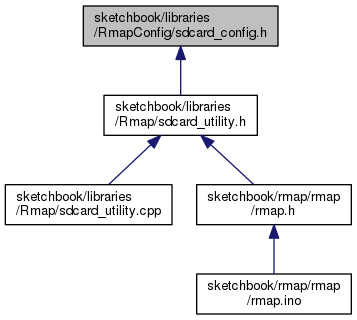 sketchbook/libraries
/RmapConfig/sdcard_config.h
sketchbook/libraries
/Rmap/sdcard_utility.h
sketchbook/libraries
/Rmap/sdcard_utility.cpp
sketchbook/rmap/rmap
/rmap.h
sketchbook/rmap/rmap
/rmap.ino